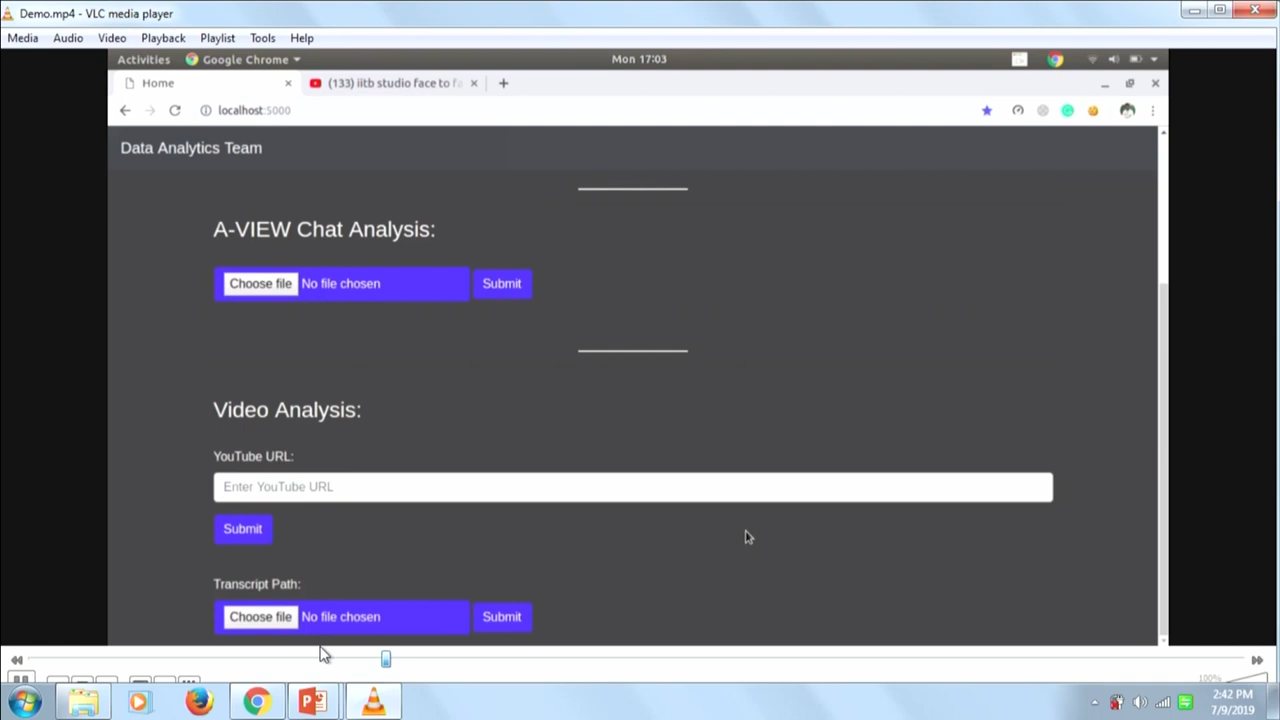 Demo.mp4 - VLC media player
Media Audio Video Playback Playlist Tools Help
Activities Google Chrome Mon 17:03
Home (133) iitb studio face to fa
localhost:5000
Data Analytics Team
A-VIEW Chat Analysis:
Choose file No file chosen Submit
Video Analysis:
YouTube URL:
Enter YouTube URL
Submit
Transcript Path:
Choose file No file chosen Submit
100%
2:42 PM
7/9/2019